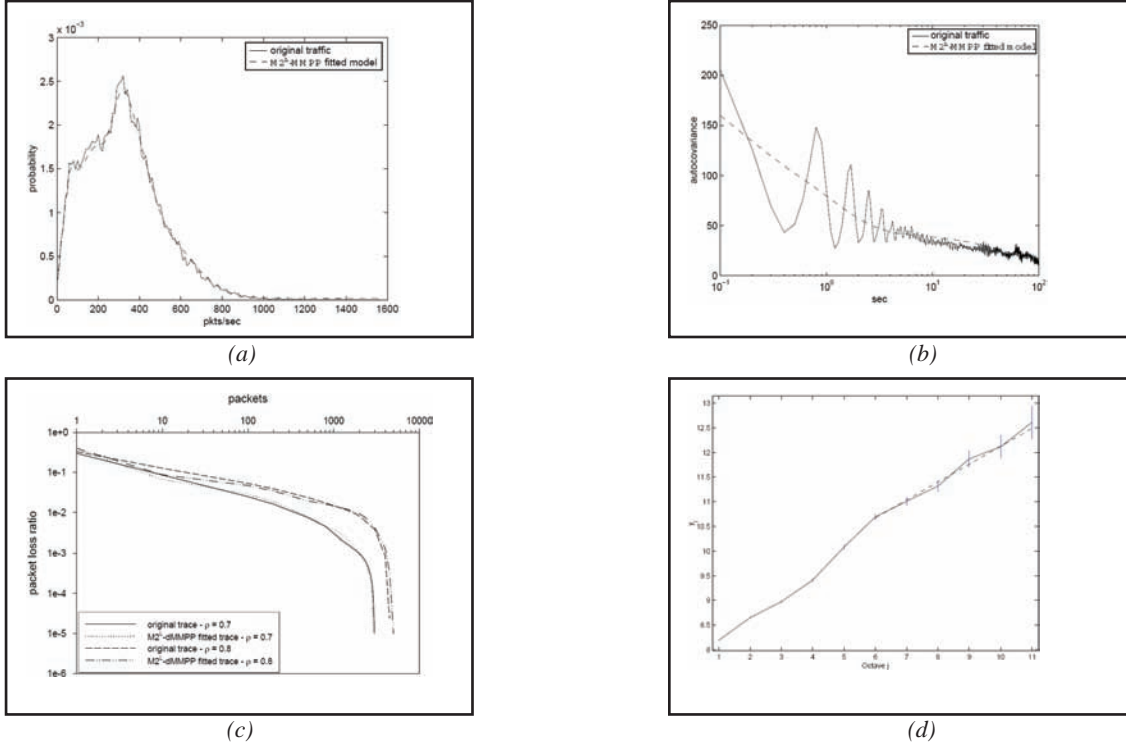 x 10⁻³
3
2.5
2
1.5
1
0.5
0
probability
original traffic
M2ᴸ-MMPP fitted model
0 200 400 600 800 1000 1200 1400 1600
pkts/sec
(a)
250
200
150
100
50
0
autocovariance
original traffic
M2ᴸ-MMPP fitted model
10⁻¹ 10⁰ 10¹ 10²
sec
(b)
packets
1 10 100 1000 10000
1e+0
1e-1
1e-2
1e-3
1e-4
1e-5
1e-6
packet loss ratio
original trace - ρ = 0.7
M2ᴸ-dMMPP fitted trace - ρ = 0.7
original trace - ρ = 0.8
M2ᴸ-dMMPP fitted trace - ρ = 0.8
(c)
13
12.5
12
11.5
11
10.5
10
9.5
9
8.5
8
1 2 3 4 5 6 7 8 9 10 11
Octave j
(d)